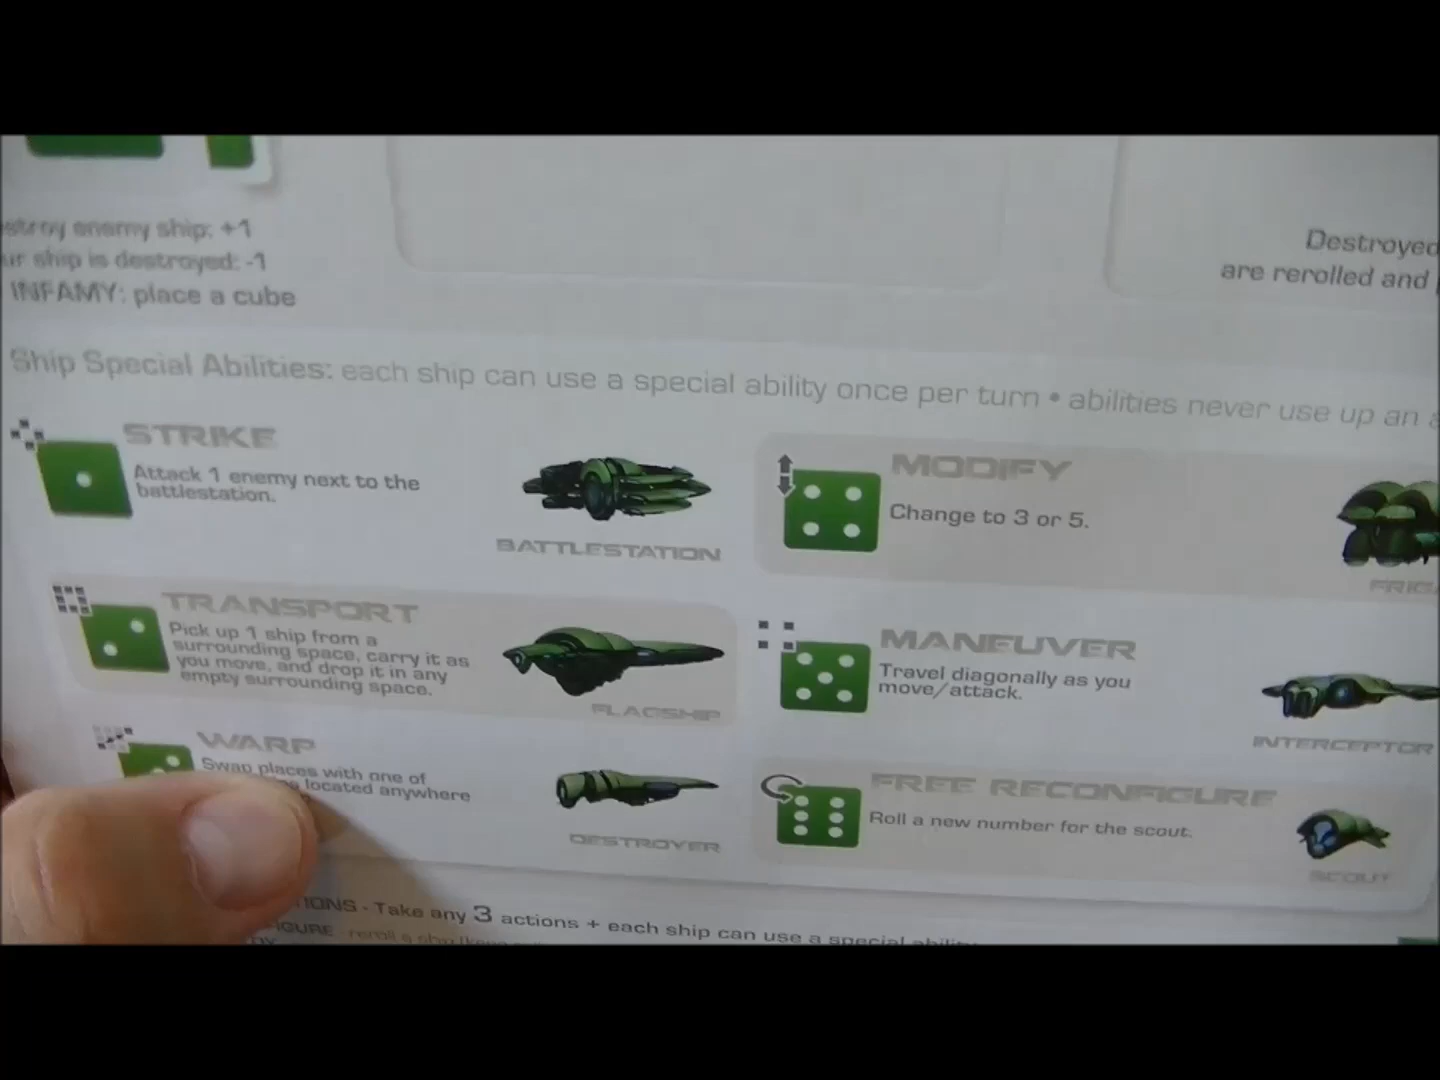 enemy ship: +1
ship is destroyed: -1
INFAMY: place a cube
Destroyed
are rerolled and
Ship Special Abilities: each ship can use a special ability once per turn • abilities never use up an
STRIKE
Attack 1 enemy next to the
battlestation.
BATTLESTATION
MODIFY
Change to 3 or 5.
TRANSPORT
Pick up 1 ship from a
surrounding space, carry it as
you move, and drop it in any
empty surrounding space.
FLAGSHIP
MANEUVER
Travel diagonally as you
move/attack.
INTERCEPTOR
WARP
Swap places with one of
located anywhere
DESTROYER
FREE RECONFIGURE
Roll a new number for the scout.
SCOUT
- Take any 3 actions + each ship can use a special